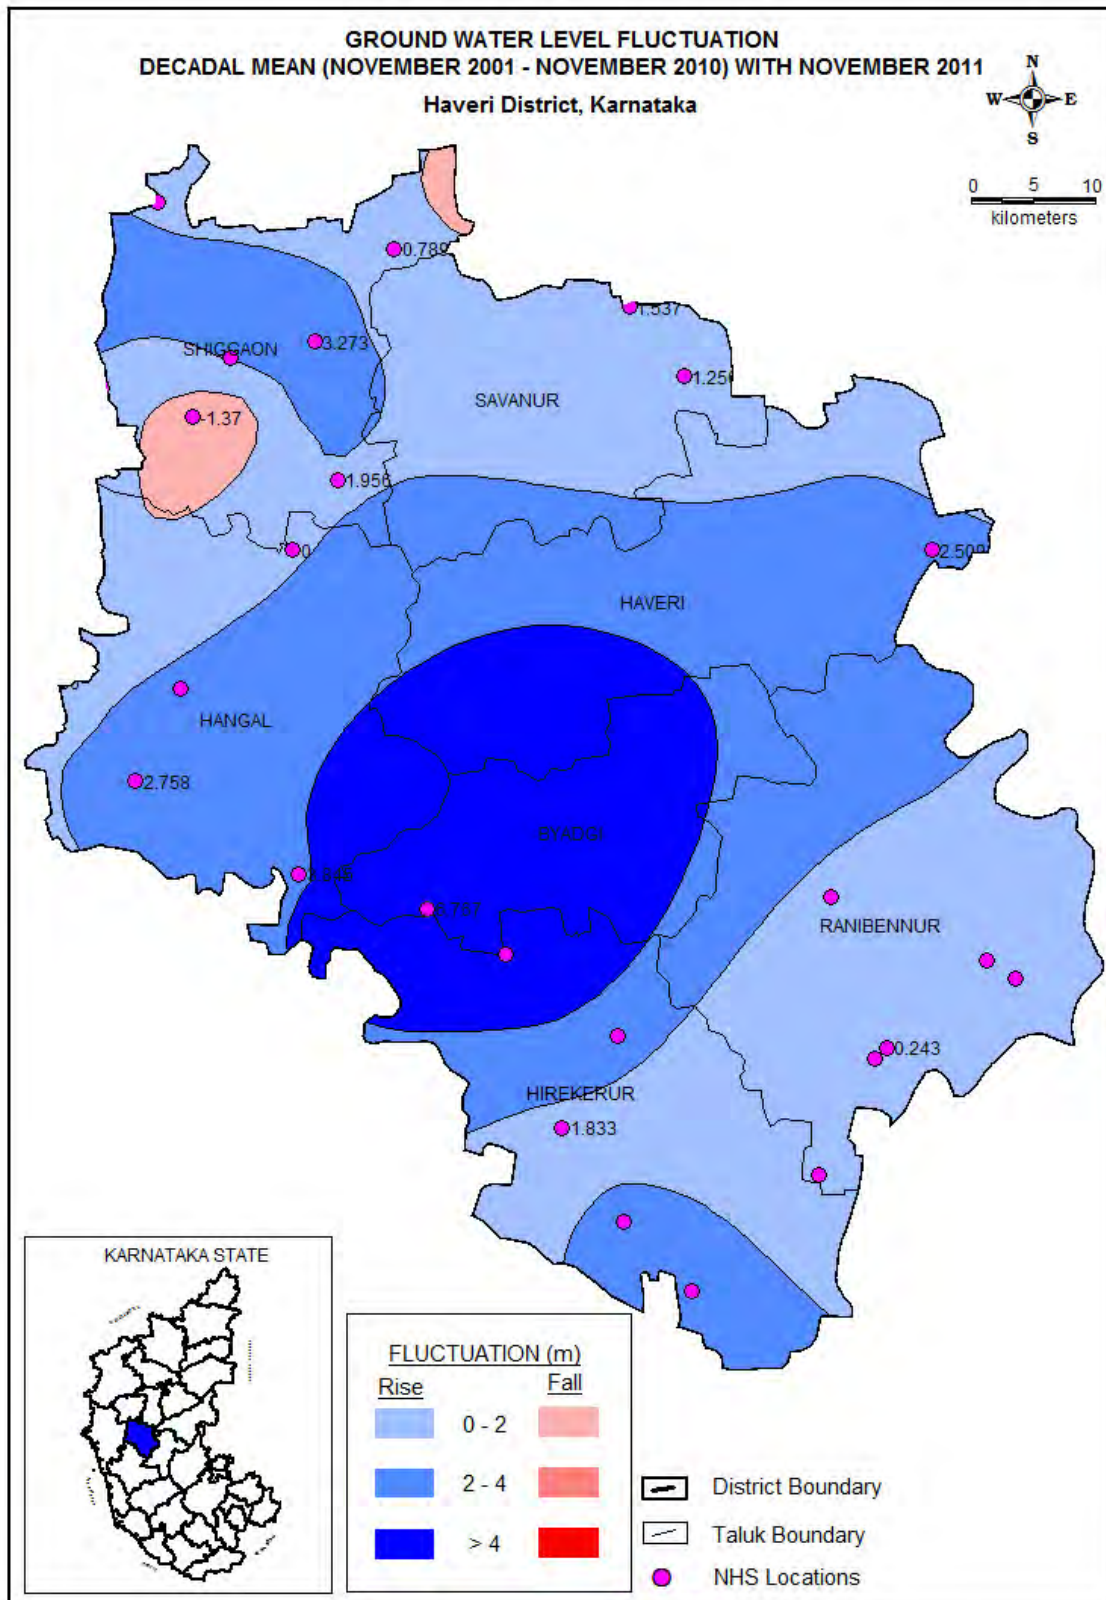 GROUND WATER LEVEL FLUCTUATION
DECADAL MEAN (NOVEMBER 2001 - NOVEMBER 2010) WITH NOVEMBER 2011
Haveri District, Karnataka
N
W E
S
0 5 10
kilometers
0.789
1.537
3.273
SHIGGAON
1.256
SAVANUR
-1.37
1.956
0
2.509
HAVERI
HANGAL
2.758
BYADGI
RANIBENNUR
0.243
HIREKERUR
1.833
KARNATAKA STATE
FLUCTUATION (m)
Rise Fall
0 - 2
2 - 4
> 4
District Boundary
Taluk Boundary
NHS Locations